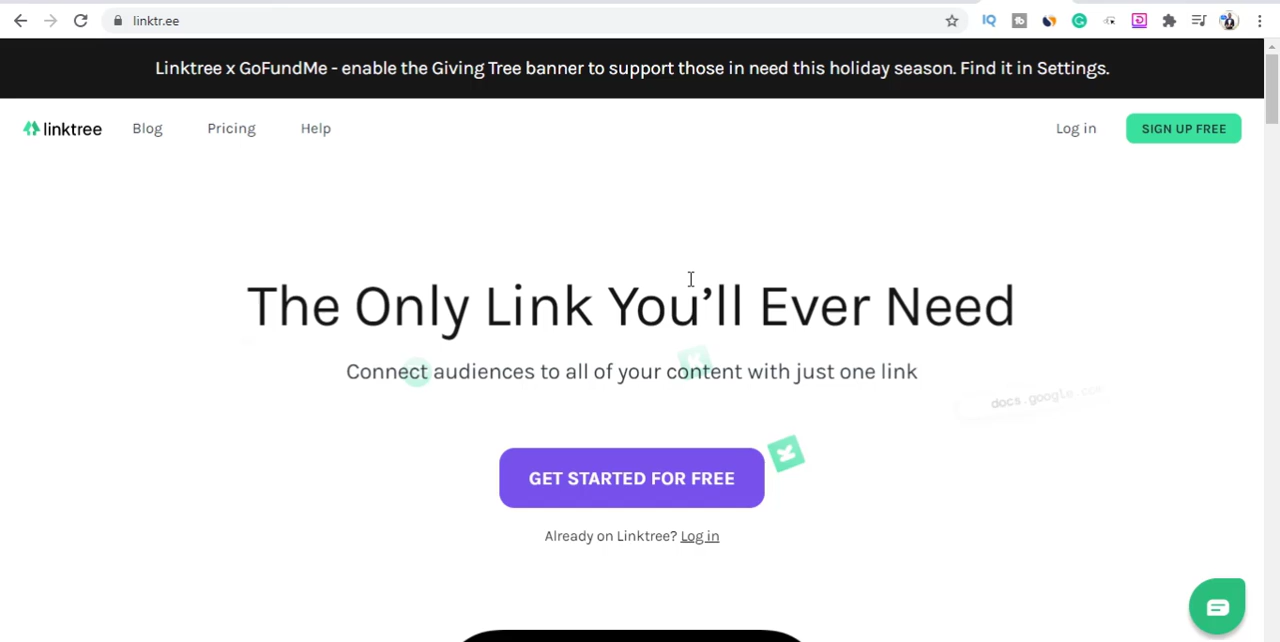 linktr.ee
Linktree x GoFundMe - enable the Giving Tree banner to support those in need this holiday season. Find it in Settings.
linktree Blog Pricing Help Log in SIGN UP FREE
The Only Link You’ll Ever Need
Connect audiences to all of your content with just one link
docs.google.com
GET STARTED FOR FREE
Already on Linktree? Log in